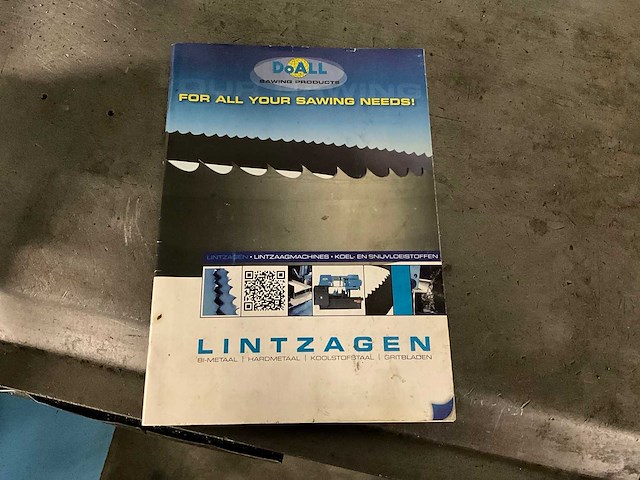 DoALL
SAWING PRODUCTS
FOR ALL YOUR SAWING NEEDS!
LINTZAGEN • LINTZAAGMACHINES • KOEL- EN SNIJVLOEISTOFFEN
LINTZAGEN
BI-METAAL | HARDMETAAL | KOOLSTOFSTAAL | GRITBLADEN